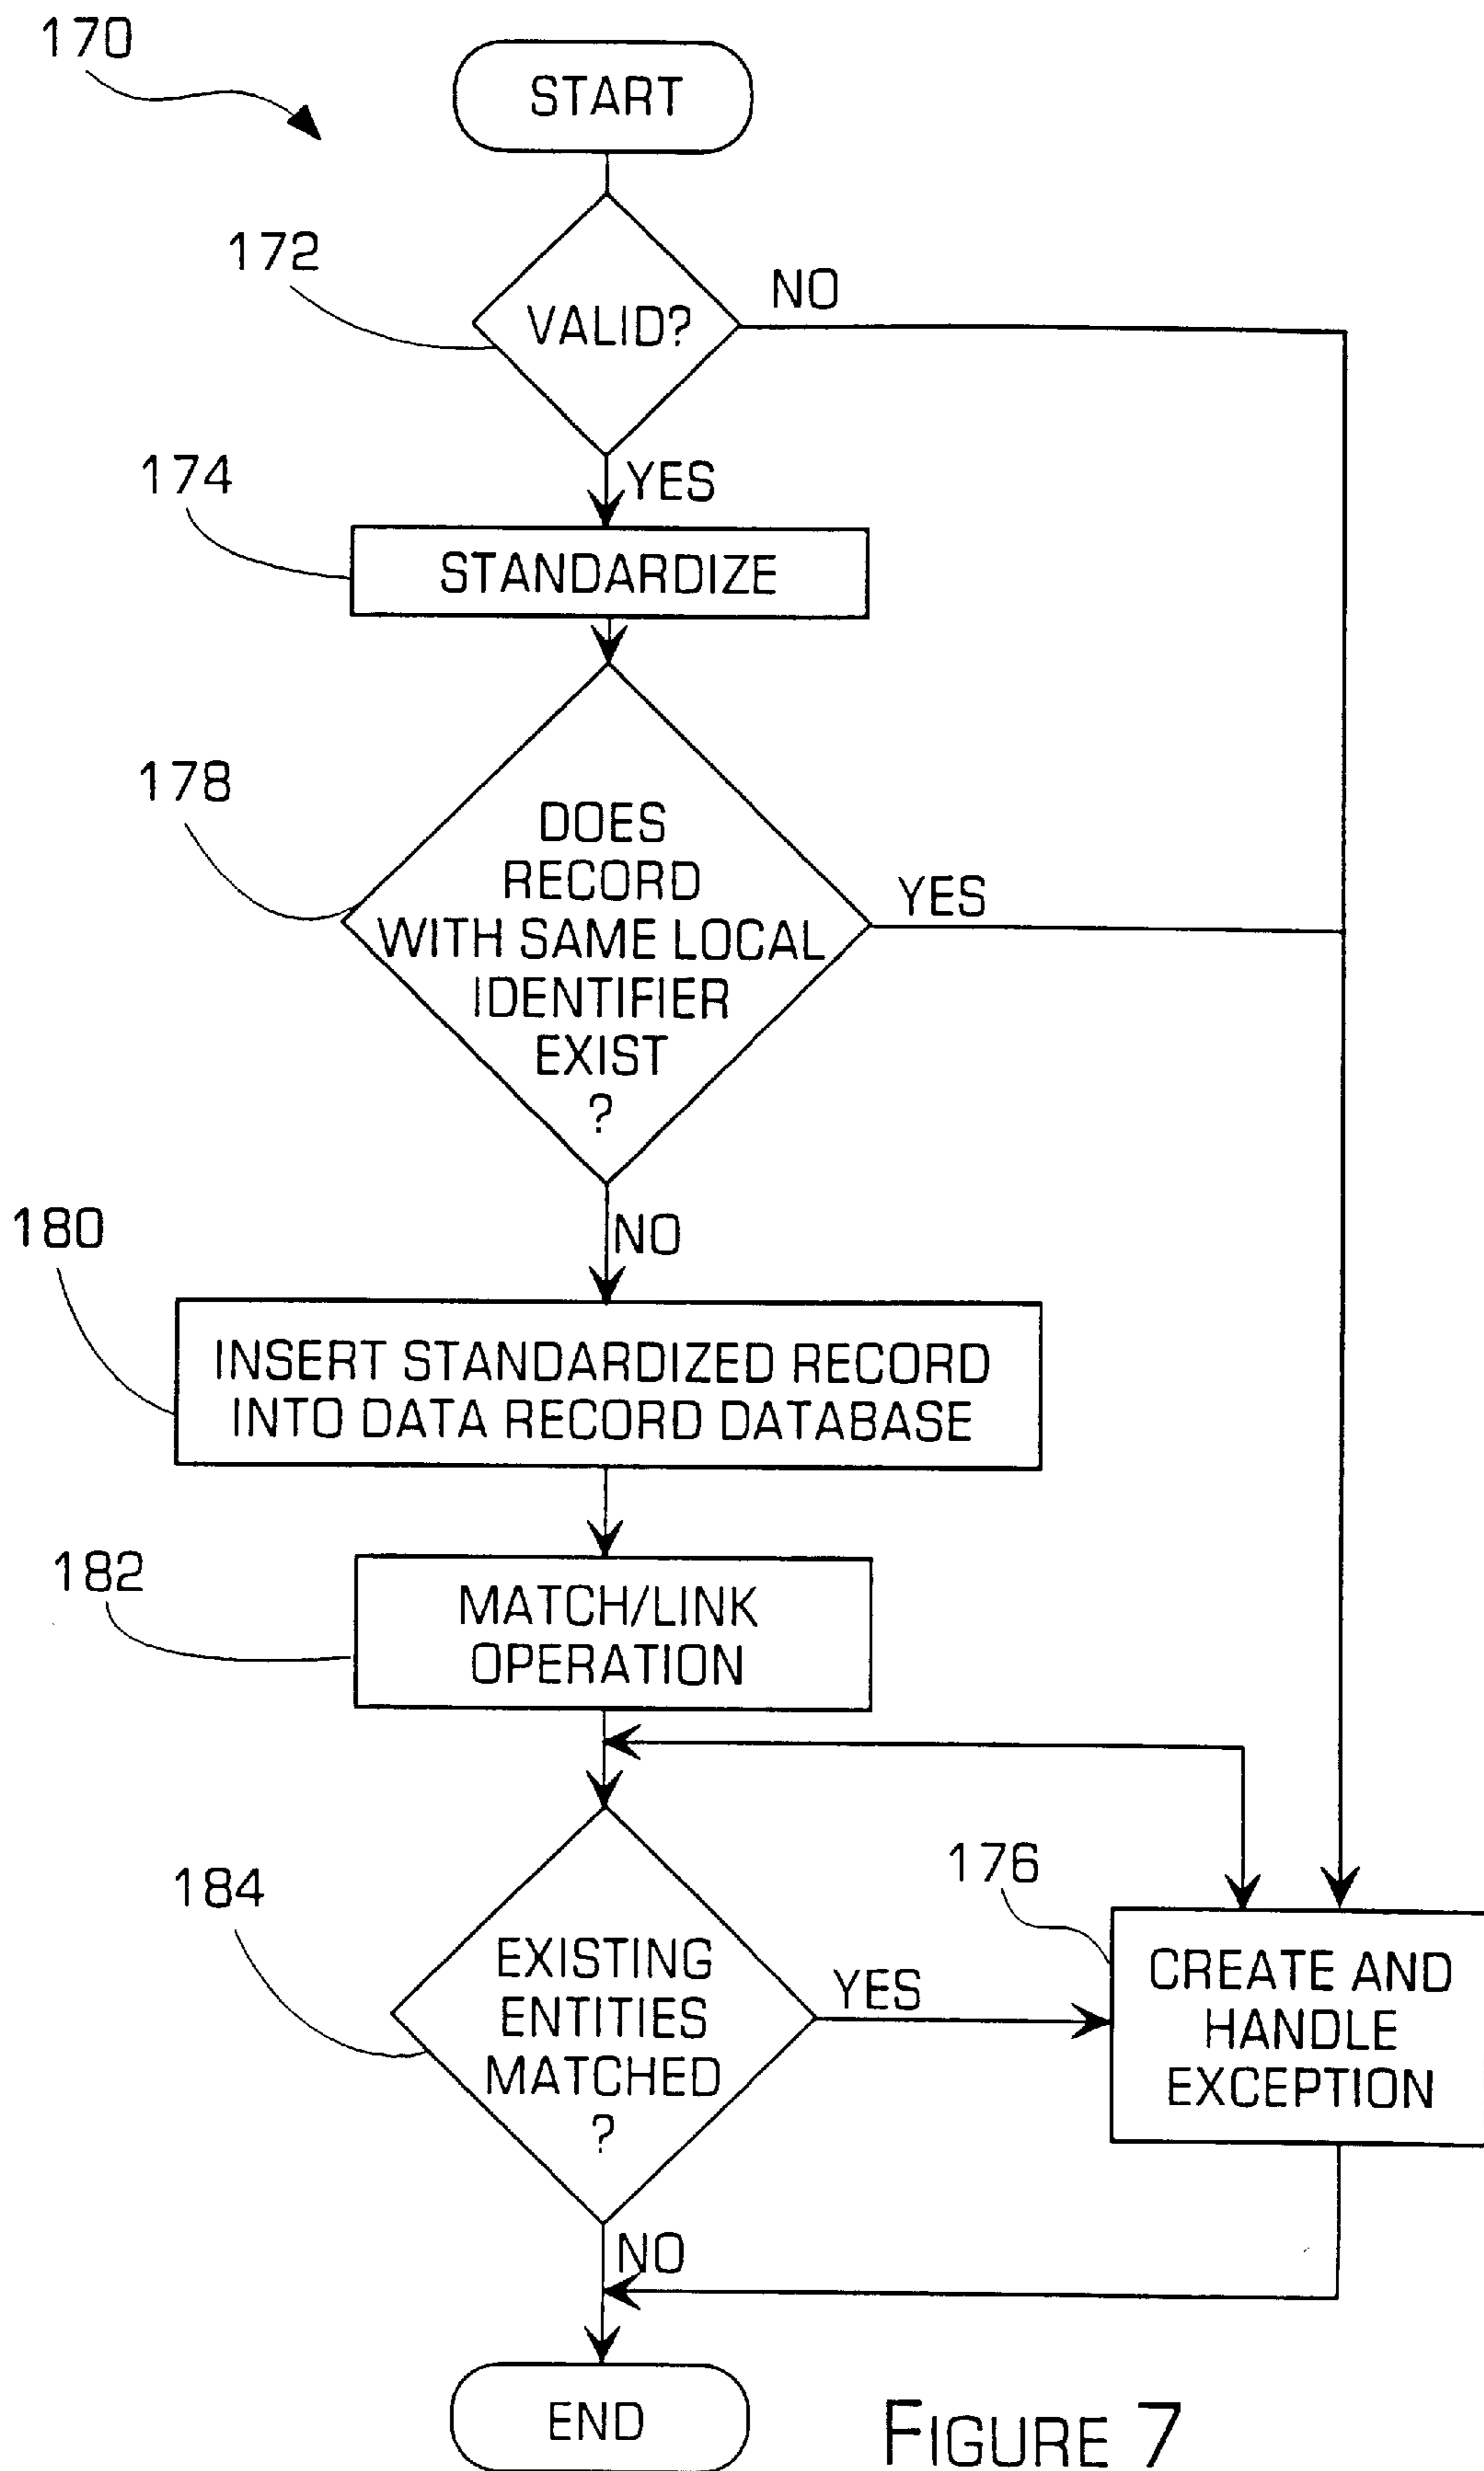 170
START
172
VALID?
NO
YES
174
STANDARDIZE
178
DOES
RECORD
WITH SAME LOCAL
IDENTIFIER
EXIST
?
YES
NO
180
INSERT STANDARDIZED RECORD
INTO DATA RECORD DATABASE
182
MATCH/LINK
OPERATION
184
EXISTING
ENTITIES
MATCHED
?
YES
176
CREATE AND
HANDLE
EXCEPTION
NO
END
FIGURE 7